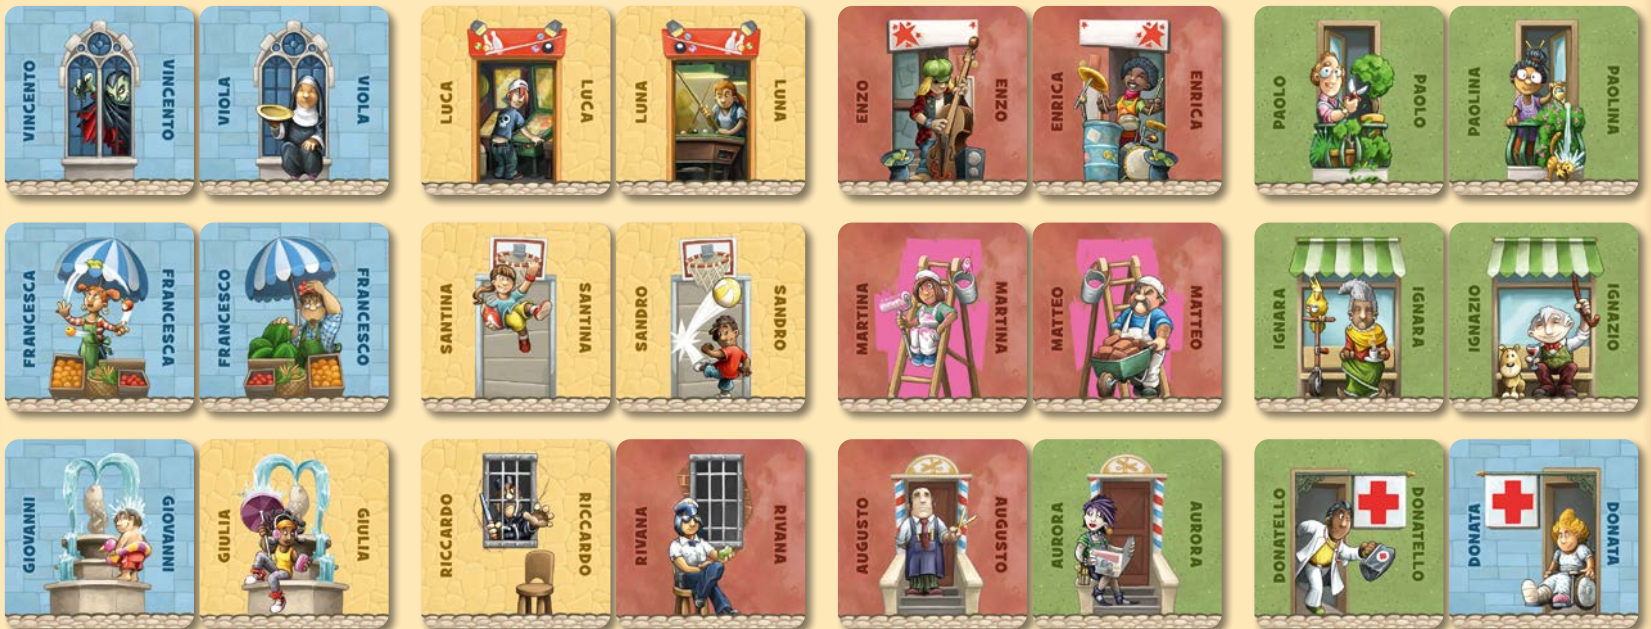 VINCENTO VINCENTO
VIOLA VIOLA
LUCA LUCA
LUNA LUNA
ENZO ENZO
ENRICA ENRICA
PAOLO PAOLO
PAOLINA PAOLINA
FRANCESCA FRANCESCA
FRANCESCO FRANCESCO
SANTINA SANTINA
SANDRO SANDRO
MARTINA MARTINA
MATTEO MATTEO
IGNARA IGNARA
IGNAZIO IGNAZIO
GIOVANNI GIOVANNI
GIULIA GIULIA
RICCARDO RICCARDO
RIVANA RIVANA
AUGUSTO AUGUSTO
AURORA AURORA
DONATELLO DONATELLO
DONATA DONATA